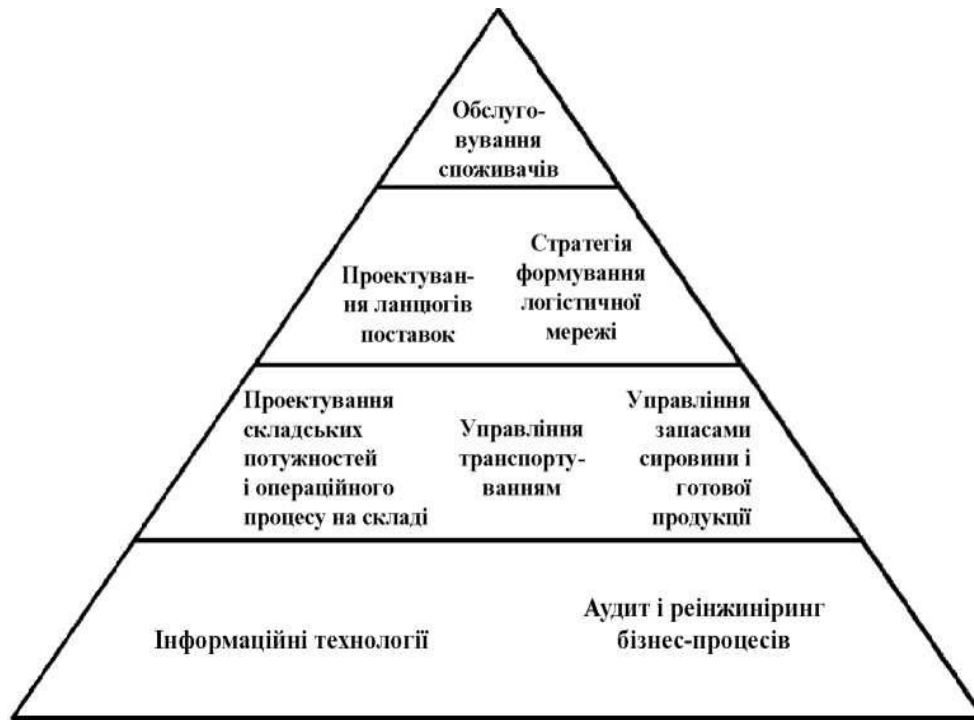 Обслуго-
вування
споживачів
Проектуван-
ня ланцюгів
поставок
Стратегія
формування
логістичної
мережі
Проектування
складських
потужностей
і операційного
процесу на складі
Управління
транспорту-
ванням
Управління
запасами
сировини і
готової
продукції
Інформаційні технології
Аудит і реінжиніринг
бізнес-процесів